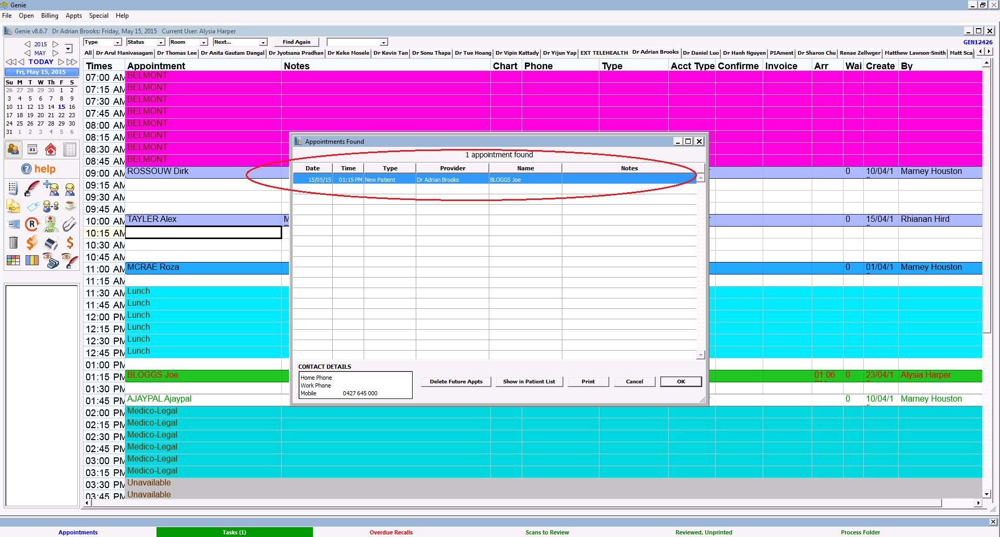 Genie
File Open Billing Appts Special Help
Genie v8.6.7 Dr Adrian Brooks: Friday, May 15, 2015 Current User: Alysia Harper
2015
MAY
TODAY
Fri, May 15, 2015
Su M T W Th F S
26 27 28 29 30 1 2
3 4 5 6 7 8 9
10 11 12 13 14 15 16
17 18 19 20 21 22 23
24 25 26 27 28 29 30
31 1 2 3 4 5 6
31
? help
R
$ $
Type Status Room Next... Find Again GEN12426
All Dr Arul Manivasagam Dr Thomas Lee Dr Anita Gautam Dangal Dr Jyotsana Pradhan Dr Keke Mosele Dr Kevin Tan Dr Sonu Thapa Dr Tue Hoang Dr Vipin Kattady Dr Yijun Yap EXT TELEHEALTH Dr Adrian Brooks Dr Daniel Luo Dr Hanh Nguyen PIAment Dr Sharon Chu Renae Zellwger Matthew Lawson-Smith Matt Sca
Times Appointment Notes Chart Phone Type Acct Type Confirme Invoice Arr Wai Create By
07:00 AM BELMONT
07:15 AM BELMONT
07:30 AM BELMONT
07:45 AM BELMONT
08:00 AM BELMONT
08:15 AM BELMONT
08:30 AM BELMONT
08:45 AM BELMONT
09:00 AM ROSSOUW Dirk 0 10/04/1 Marney Houston
09:15 AM
09:30 AM
09:45 AM
10:00 AM TAYLER Alex M 0 15/04/1 Rhianan Hird
10:15 AM
10:30 AM
10:45 AM
11:00 AM MCRAE Roza 0 01/04/1 Marney Houston
11:15 AM
11:30 AM Lunch
11:45 AM Lunch
12:00 PM Lunch
12:15 PM Lunch
12:30 PM Lunch
12:45 PM Lunch
01:00 PM
01:15 PM BLOGGS Joe 01:06 0 23/04/1 Alysia Harper
01:30 PM
01:45 PM AJAYPAL Ajaypal 0 10/04/1 Marney Houston
02:00 PM Medico-Legal
02:15 PM Medico-Legal
02:30 PM Medico-Legal
02:45 PM Medico-Legal
03:00 PM Medico-Legal
03:15 PM Medico-Legal
03:30 PM Unavailable
03:45 PM Unavailable
Appointments Found
1 appointment found
Date Time Type Provider Name Notes
15/05/15 01:15 PM New Patient Dr Adrian Brooks BLOGGS Joe
CONTACT DETAILS
Home Phone
Work Phone
Mobile 0427 645 000
Delete Future Appts Show in Patient List Print Cancel OK
Appointments Tasks (1) Overdue Recalls Scans to Review Reviewed, Unprinted Process Folder